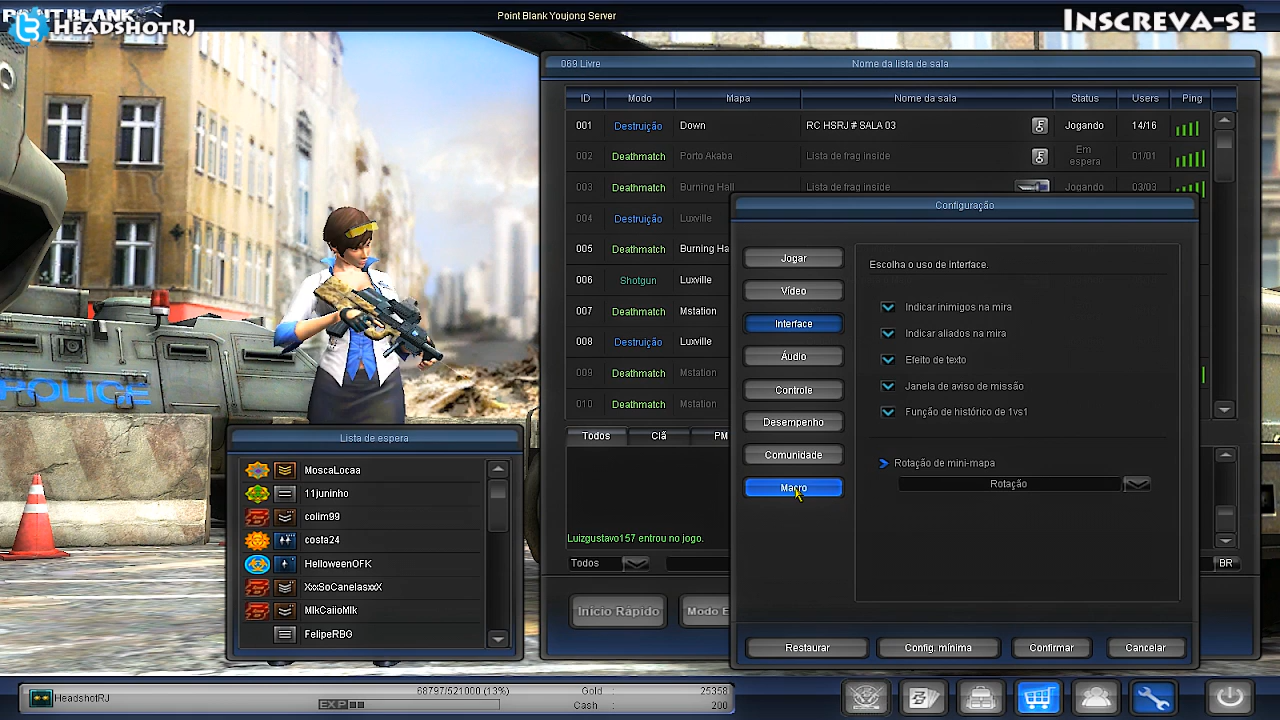 POINT BLANK
HEADSHOTRJ
Point Blank Youjong Server
INSCREVA-SE
069 Livre
Nome da lista de sala
ID Modo Mapa Nome da sala Status Users Ping
001 Destruição Down RC HSRJ # SALA 03 Jogando 14/16
002 Deathmatch Porto Akaba Lista de frag inside Em espera 01/01
003 Deathmatch Burning Hall Lista de frag inside Jogando 03/03
004 Destruição Luxville
005 Deathmatch Burning Ha
006 Shotgun Luxville
007 Deathmatch Mstation
008 Destruição Luxville
009 Deathmatch Mstation
010 Deathmatch Mstation
Todos Clã PM
Luizgustavo157 entrou no jogo.
Todos
BR
Início Rápido
Modo E
Configuração
Jogar
Vídeo
Interface
Áudio
Controle
Desempenho
Comunidade
Macro
Escolha o uso de interface.
Indicar inimigos na mira
Indicar aliados na mira
Efeito de texto
Janela de aviso de missão
Função de histórico de 1vs1
Rotação de mini-mapa
Rotação
Restaurar
Config.mínima
Confirmar
Cancelar
POLICE
Lista de espera
MoscaLocaa
11juninho
colim99
costa24
HelloweenOFK
XxxSoCanelasxxX
MlkCaiioMlk
FelipeRBO
HeadshotRJ
68797/521000 (13%)
EXP
Gold : 25358
Cash : 200